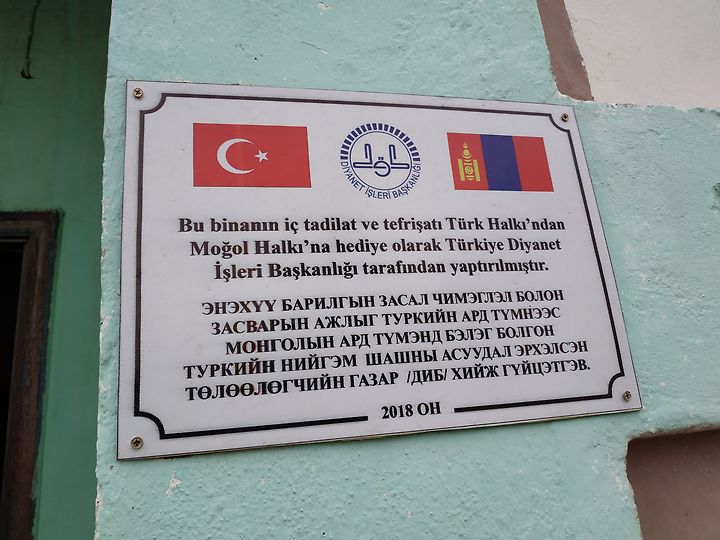 DİYANET İŞLERİ BAŞKANLIĞI
Bu binanın iç tadilat ve tefrişatı Türk Halkı'ndan
Moğol Halkı'na hediye olarak Türkiye Diyanet
İşleri Başkanlığı tarafından yaptırılmıştır.
ЭНЭХҮҮ БАРИЛГЫН ЗАСАЛ ЧИМЭГЛЭЛ БОЛОН
ЗАСВАРЫН АЖЛЫГ ТУРКИЙН АРД ТҮМНЭЭС
МОНГОЛЫН АРД ТҮМЭНД БЭЛЭГ БОЛГОН
ТУРКИЙН НИЙГЭМ ШАШНЫ АСУУДАЛ ЭРХЭЛСЭН
ТӨЛӨӨЛӨГЧИЙН ГАЗАР /ДИБ/ ХИЙЖ ГҮЙЦЭТГЭВ.
2018 ОН